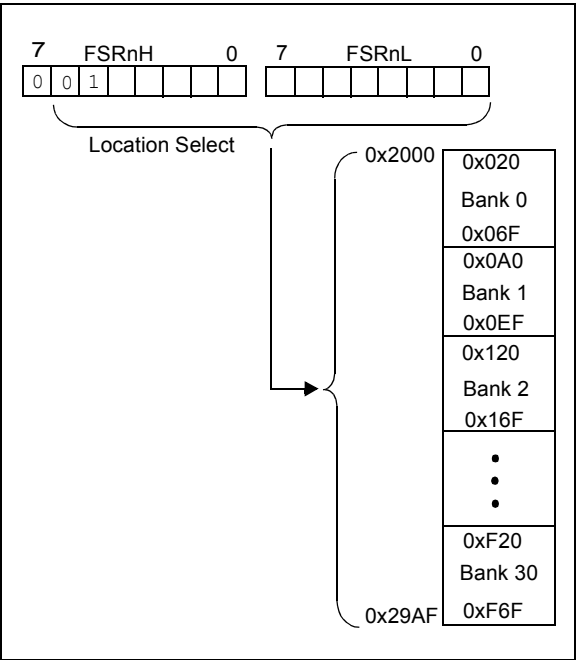 7 FSRnH 0 7 FSRnL 0
0 0 1
Location Select
0x2000
0x020
Bank 0
0x06F
0x0A0
Bank 1
0x0EF
0x120
Bank 2
0x16F
0xF20
Bank 30
0x29AF 0xF6F